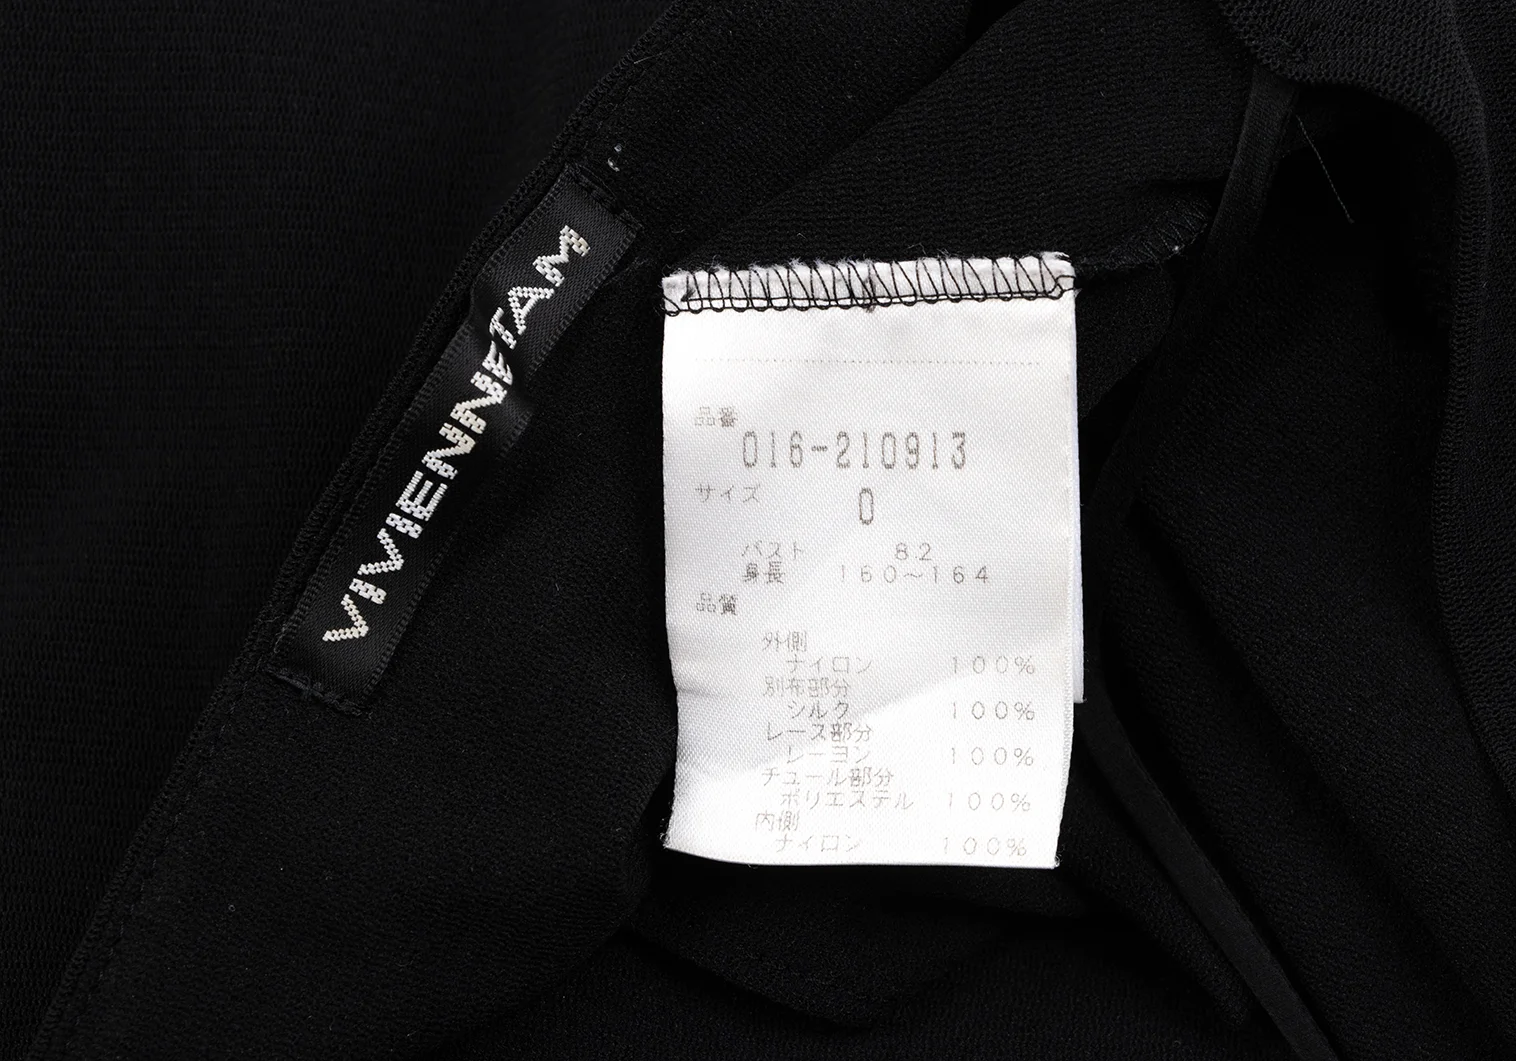 VIVIENNE TAM
品番
016-210913
サイズ
0
バスト 82
身長 160～164
品質
外側
ナイロン 100%
別布部分
シルク 100%
レース部分
レーヨン 100%
チュール部分
ポリエステル 100%
内側
ナイロン 100%